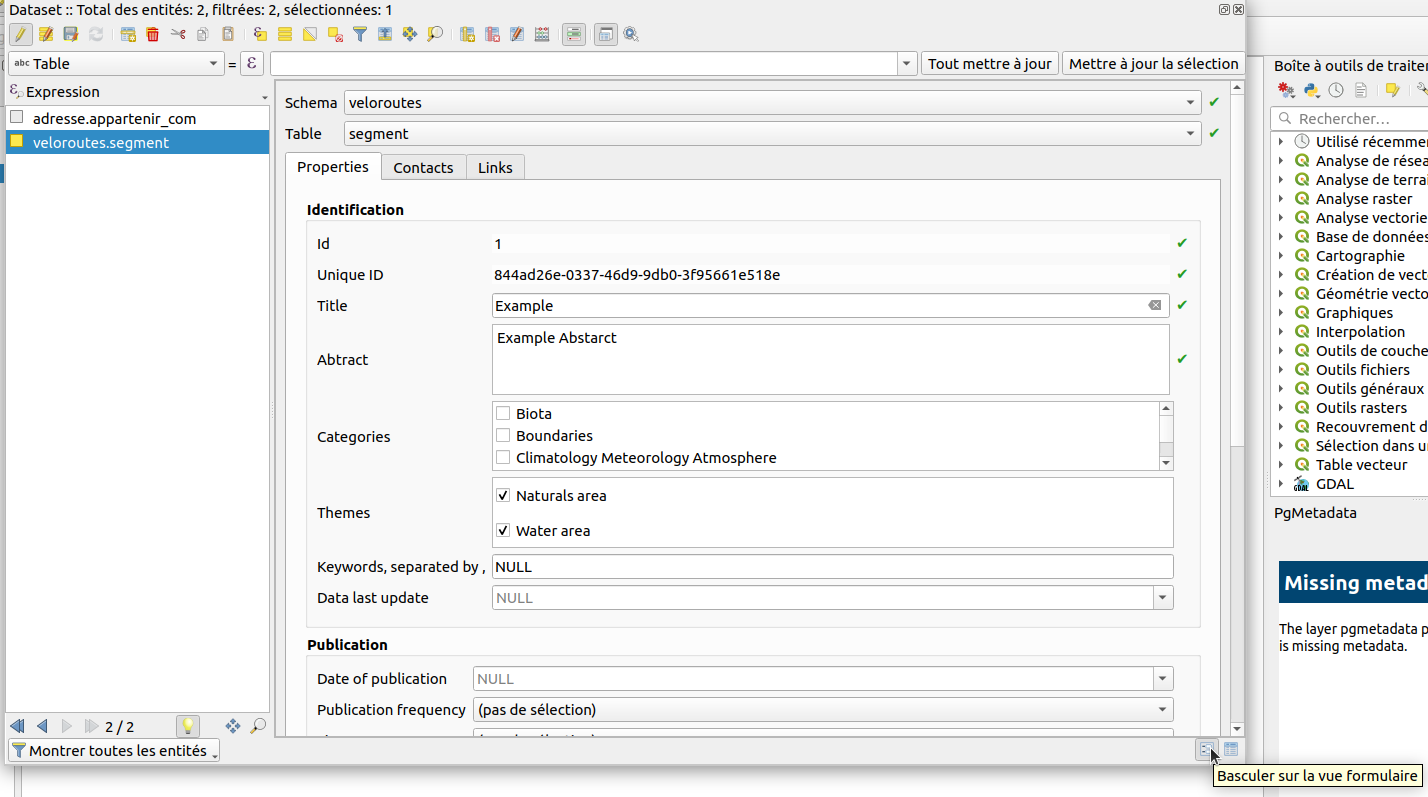 Dataset :: Total des entités: 2, filtrées: 2, sélectionnées: 1
abc Table = ε Tout mettre à jour Mettre à jour la sélection
Expression
adresse.appartenir_com
veloroutes.segment
2 / 2
Montrer toutes les entités
Schema veloroutes
Table segment
Properties Contacts Links
Identification
Id 1
Unique ID 844ad26e-0337-46d9-9db0-3f95661e518e
Title Example
Abtract Example Abstarct
Categories
Biota
Boundaries
Climatology Meteorology Atmosphere
Themes
Naturals area
Water area
Keywords, separated by , NULL
Data last update NULL
Publication
Date of publication NULL
Publication frequency (pas de sélection)
Basculer sur la vue formulaire
Boîte à outils de traiter
Rechercher...
Utilisé récemmer
Analyse de résea
Analyse de terrai
Analyse raster
Analyse vectorie
Base de données
Cartographie
Création de vect
Géométrie vecto
Graphiques
Interpolation
Outils de couche
Outils fichiers
Outils généraux
Outils rasters
Recouvrement d
Sélection dans u
Table vecteur
GDAL
PgMetadata
Missing metad
The layer pgmetadata p
is missing metadata.